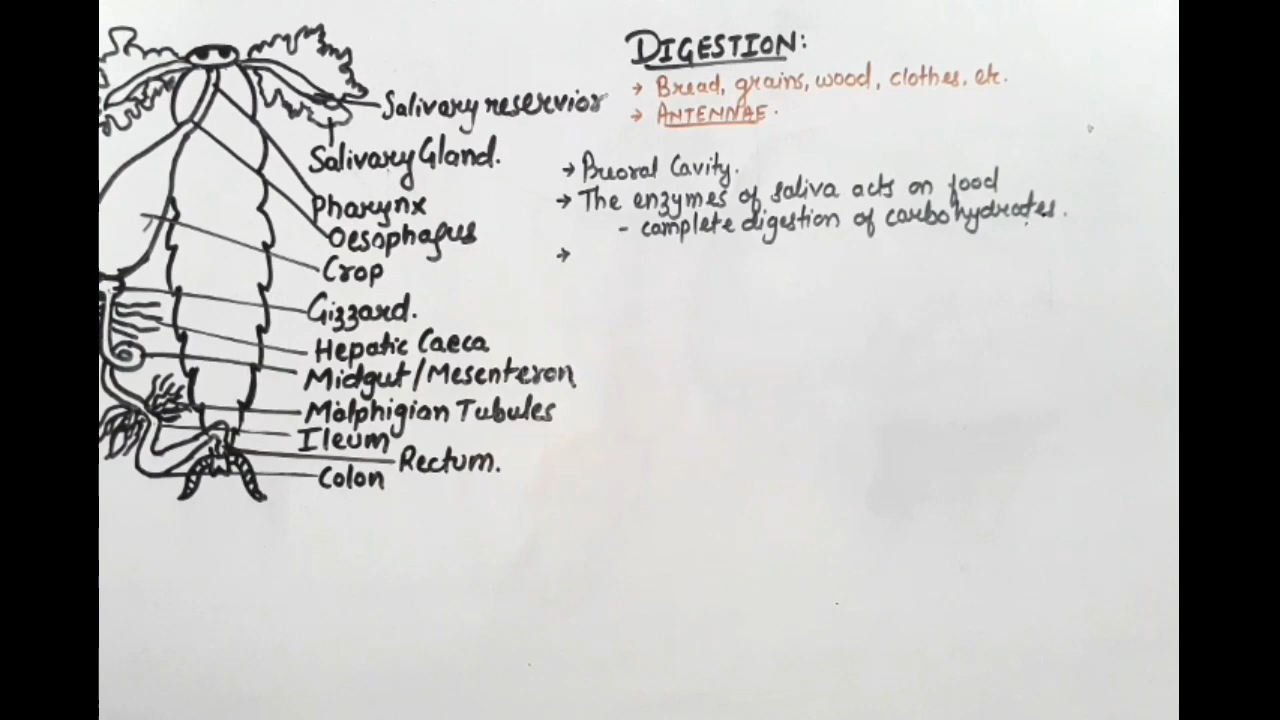 DIGESTION:
→ Bread, grains, wood, clothes, etc.
→ ANTENNAE.
→ Buoral Cavity.
→ The enzymes of saliva acts on food
- complete digestion of carbohydrates.
→
Salivary reservior
Salivary Gland.
Pharynx
Oesophagus
Crop
Gizzard.
Hepatic Caeca
Midgut/Mesenteron
Malphigian Tubules
Ileum
Rectum.
Colon